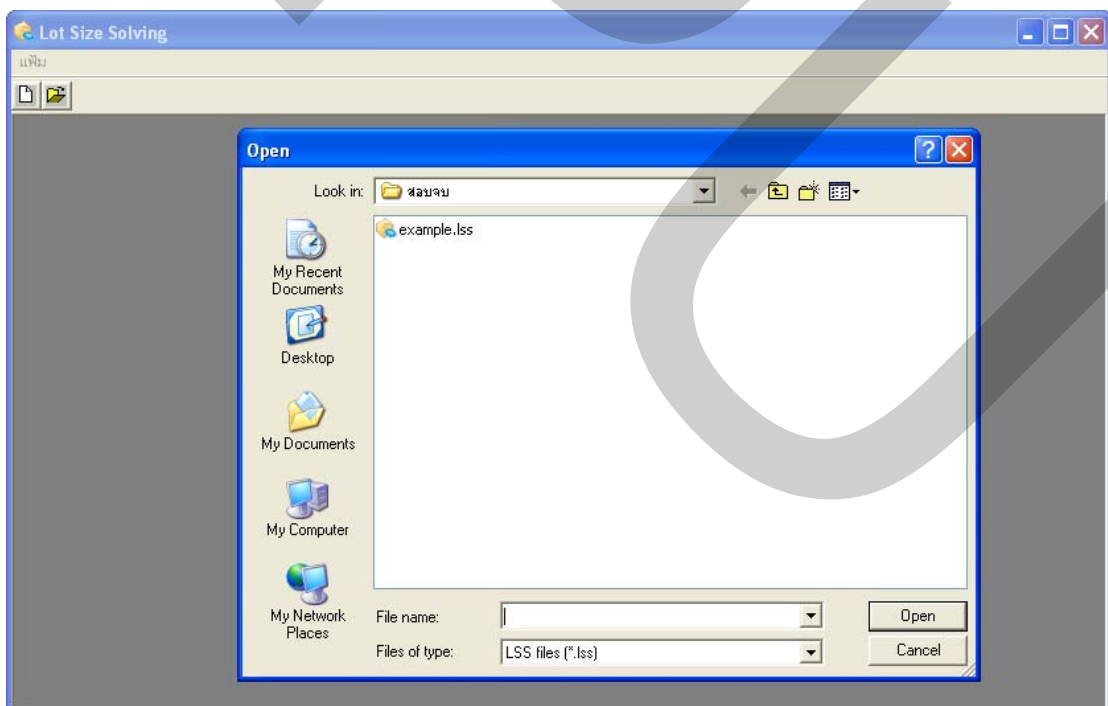 Lot Size Solving
แฟ้ม
Open
Look in: สอบจบ
example.lss
My Recent
Documents
Desktop
My Documents
My Computer
My Network
Places
File name:
Open
Files of type: LSS files (*.lss)
Cancel